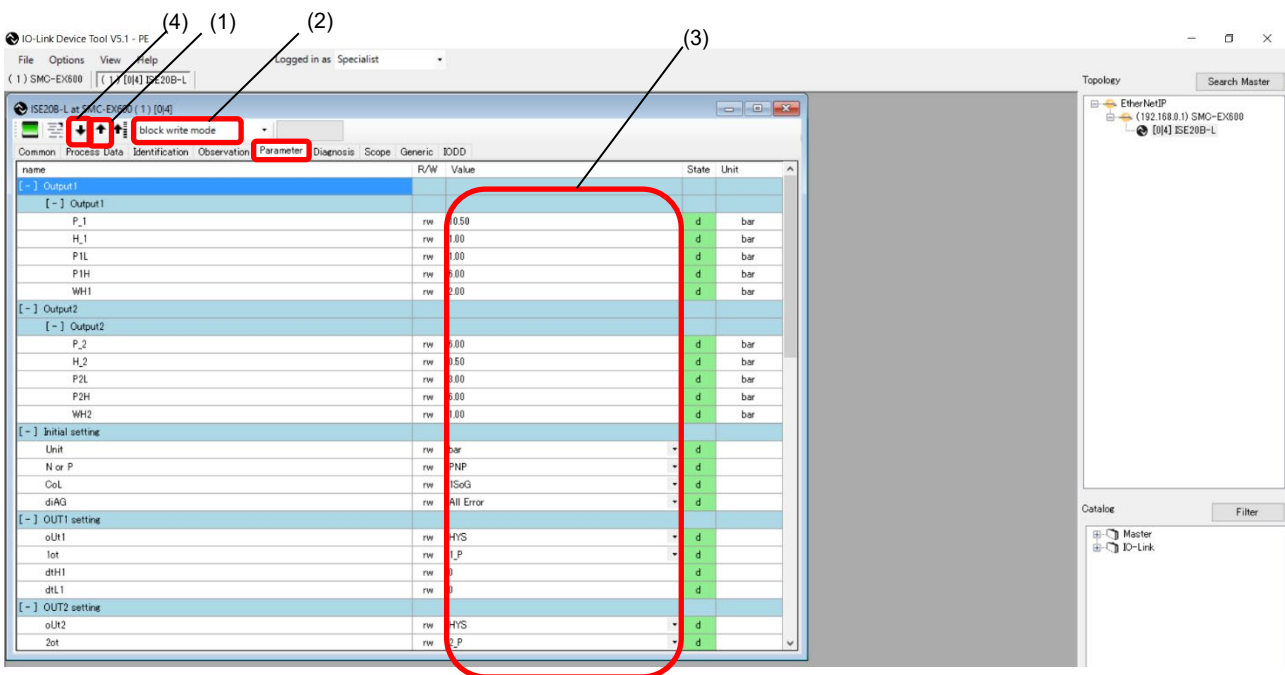 (4) (1) (2) (3)
IO-Link Device Tool V5.1 - PE
File Options View Help Logged in as Specialist
( 1 ) SMC-EX600 ( 1 ) [0|4] ISE20B-L
Topology Search Master
EtherNetIP
(192.168.0.1) SMC-EX600
[0|4] ISE20B-L
ISE20B-L at SMC-EX600 ( 1 ) [0|4]
block write mode
Common Process Data Identification Observation Parameter Diagnosis Scope Generic IODD
name R/W Value State Unit
[ - ] Output1
[ - ] Output1
P_1 rw 10.50 d bar
H_1 rw 1.00 d bar
P1L rw 1.00 d bar
P1H rw 5.00 d bar
WH1 rw 2.00 d bar
[ - ] Output2
[ - ] Output2
P_2 rw 5.00 d bar
H_2 rw 0.50 d bar
P2L rw 3.00 d bar
P2H rw 5.00 d bar
WH2 rw 1.00 d bar
[ - ] Initial setting
Unit rw bar d
N or P rw PNP d
CoL rw 1SoG d
diAG rw All Error d
[ - ] OUT1 setting
oUt1 rw HYS d
1ot rw 1_P d
dtH1 rw 0 d
dtL1 rw 0 d
[ - ] OUT2 setting
oUt2 rw HYS d
2ot rw 2_P d
Catalog Filter
Master
IO-Link